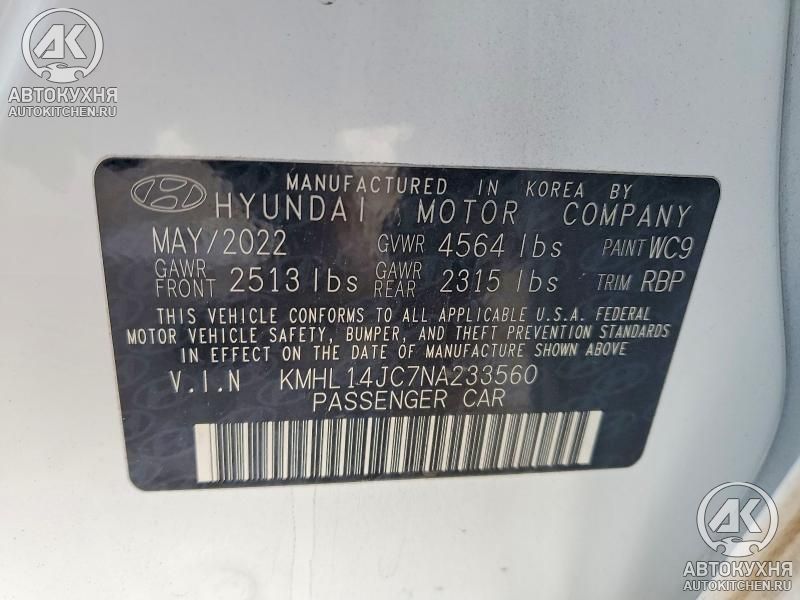 AK
АВТОКУХНЯ
AUTOKITCHEN.RU
MANUFACTURED IN KOREA BY
HYUNDAI MOTOR COMPANY
MAY/2022 GVWR 4564 lbs PAINT WC9
GAWR FRONT 2513 lbs GAWR REAR 2315 lbs TRIM RBP
THIS VEHICLE CONFORMS TO ALL APPLICABLE U.S.A. FEDERAL
MOTOR VEHICLE SAFETY, BUMPER, AND THEFT PREVENTION STANDARDS
IN EFFECT ON THE DATE OF MANUFACTURE SHOWN ABOVE
V.I.N KMHL14JC7NA233560
PASSENGER CAR
AK
АВТОКУХНЯ
AUTOKITCHEN.RU